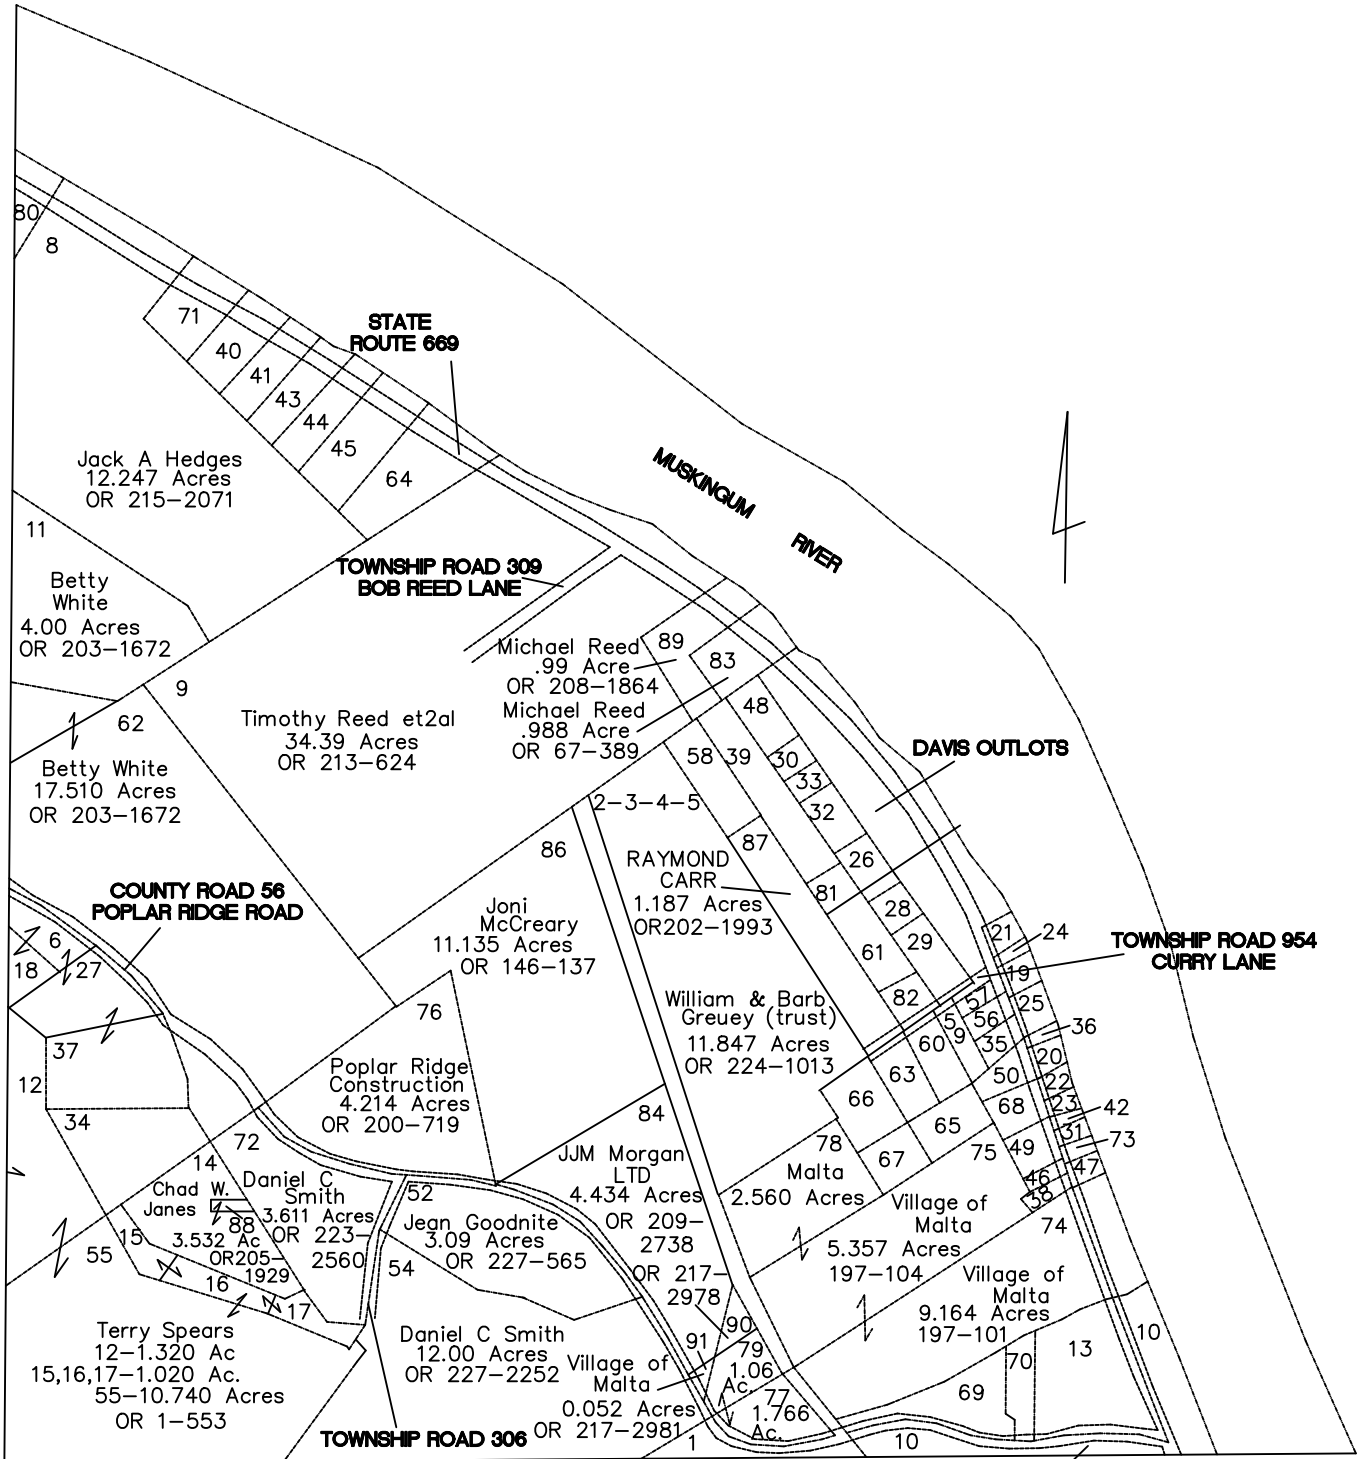 80
8
71
40
41
43
44
45
64
STATE
ROUTE 669
MUSKINGUM
RIVER
Jack A Hedges
12.247 Acres
OR 215-2071
11
Betty
White
4.00 Acres
OR 203-1672
TOWNSHIP ROAD 309
BOB REED LANE
9
62
Betty White
17.510 Acres
OR 203-1672
Timothy Reed et2al
34.39 Acres
OR 213-624
Michael Reed
.99 Acre
OR 208-1864
Michael Reed
.988 Acre
OR 67-389
89
83
48
58
39
30
33
32
DAVIS OUTLOTS
2-3-4-5
87
26
81
28
29
61
82
86
RAYMOND
CARR
1.187 Acres
OR202-1993
COUNTY ROAD 56
POPLAR RIDGE ROAD
Joni
McCreary
11.135 Acres
OR 146-137
6
18
27
37
12
34
21
24
TOWNSHIP ROAD 954
CURRY LANE
19
25
36
57
56
5
9
35
60
63
66
50
20
22
23
42
68
65
31
73
49
75
47
46
38
74
67
78
William & Barb
Greuey (trust)
11.847 Acres
OR 224-1013
76
Poplar Ridge
Construction
4.214 Acres
OR 200-719
84
72
14
JJM Morgan
LTD
4.434 Acres
OR 209-
2738
OR 217-
2978
Malta
2.560 Acres
Village of
Malta
5.357 Acres
197-104
Chad W.
Janes
88
3.532 Ac
OR205-
1929
Daniel C
Smith
3.611 Acres
OR 223-
2560
52
Jean Goodnite
3.09 Acres
OR 227-565
54
15
55
16
17
Village of
Malta
9.164 Acres
197-101
Terry Spears
12-1.320 Ac
15,16,17-1.020 Ac.
55-10.740 Acres
OR 1-553
Daniel C Smith
12.00 Acres
OR 227-2252
90
91
79
1.06
Ac.
77
1.766
Ac.
Village of
Malta
0.052 Acres
OR 217-2981
TOWNSHIP ROAD 306
1
10
69
70
13
10